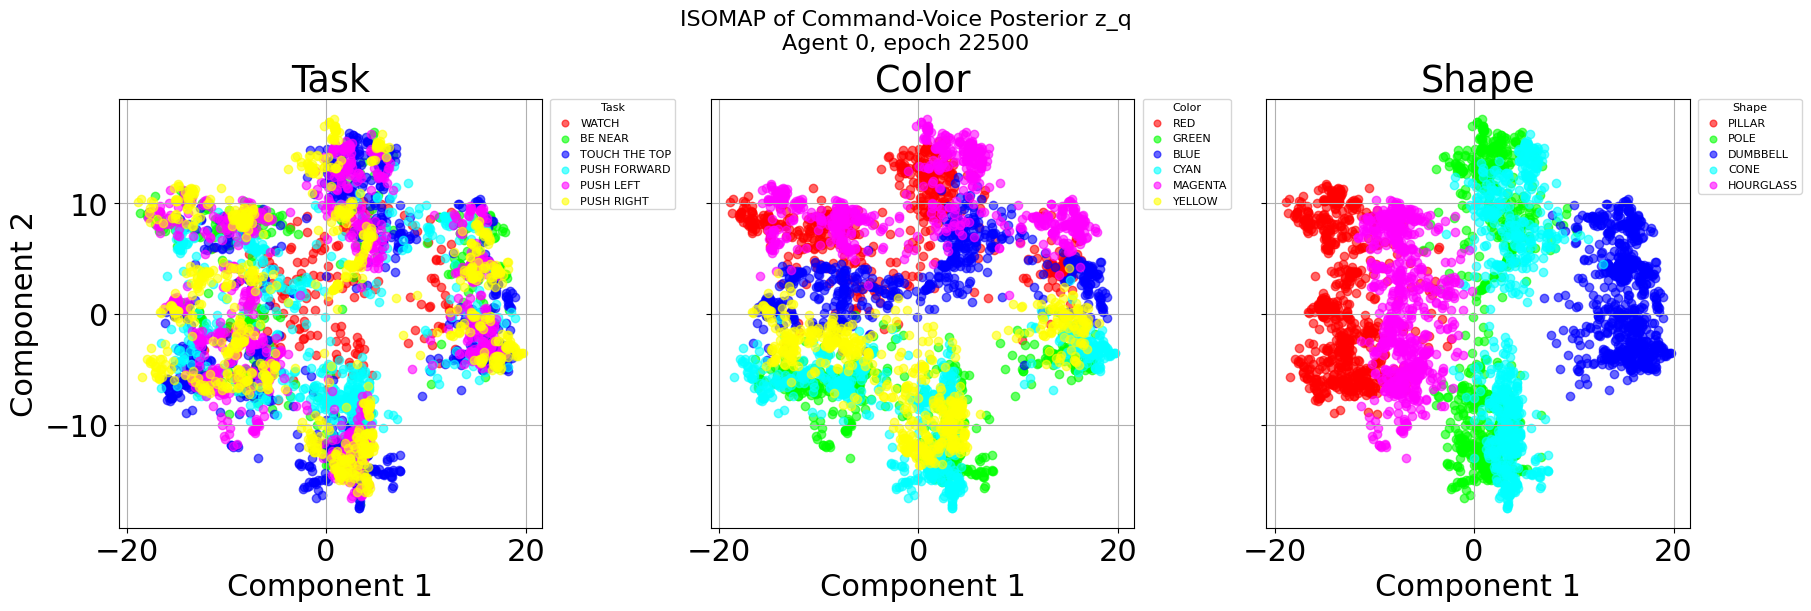 ISOMAP of Command-Voice Posterior z_q
Agent 0, epoch 22500
Task
Component 2
10
0
−10
−20
0
20
Component 1
Task
WATCH
BE NEAR
TOUCH THE TOP
PUSH FORWARD
PUSH LEFT
PUSH RIGHT
Color
−20
0
20
Component 1
Color
RED
GREEN
BLUE
CYAN
MAGENTA
YELLOW
Shape
−20
0
20
Component 1
Shape
PILLAR
POLE
DUMBBELL
CONE
HOURGLASS